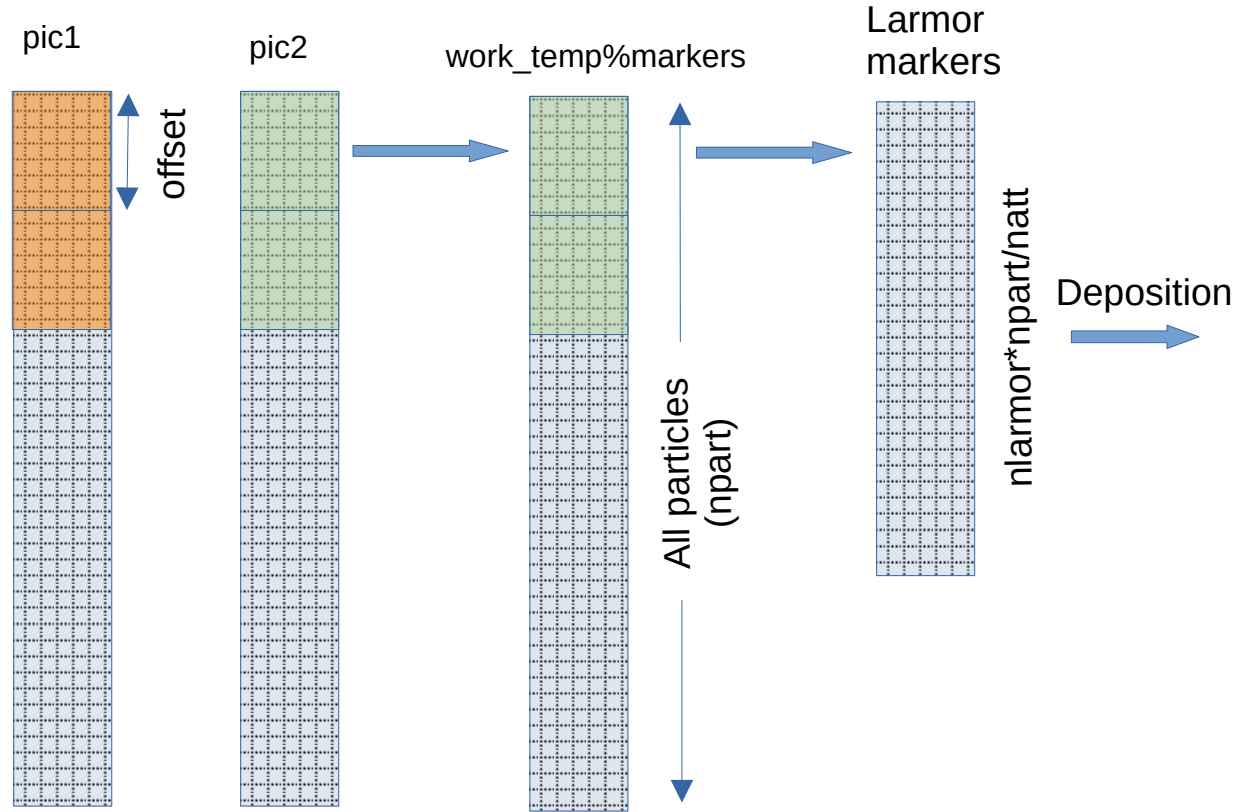 pic1
pic2
work_temp%markers
Larmor
markers
offset
All particles
(npart)
nlarmor*npart/natt
Deposition